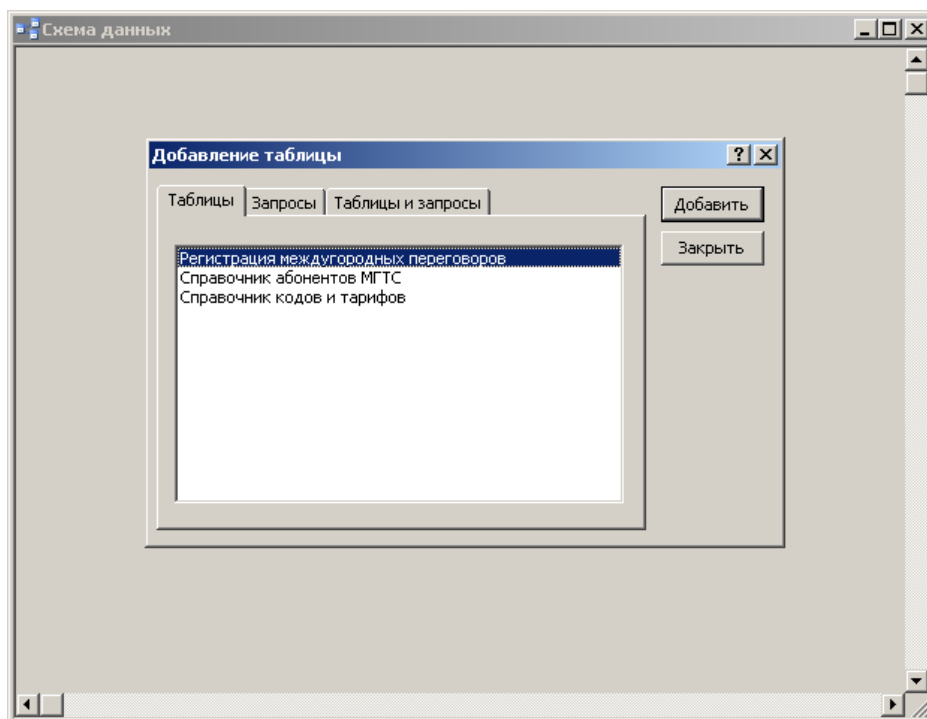 Схема данных
Добавление таблицы
Таблицы
Запросы
Таблицы и запросы
Добавить
Закрыть
Регистрация междугородных переговоров
Справочник абонентов МГТС
Справочник кодов и тарифов